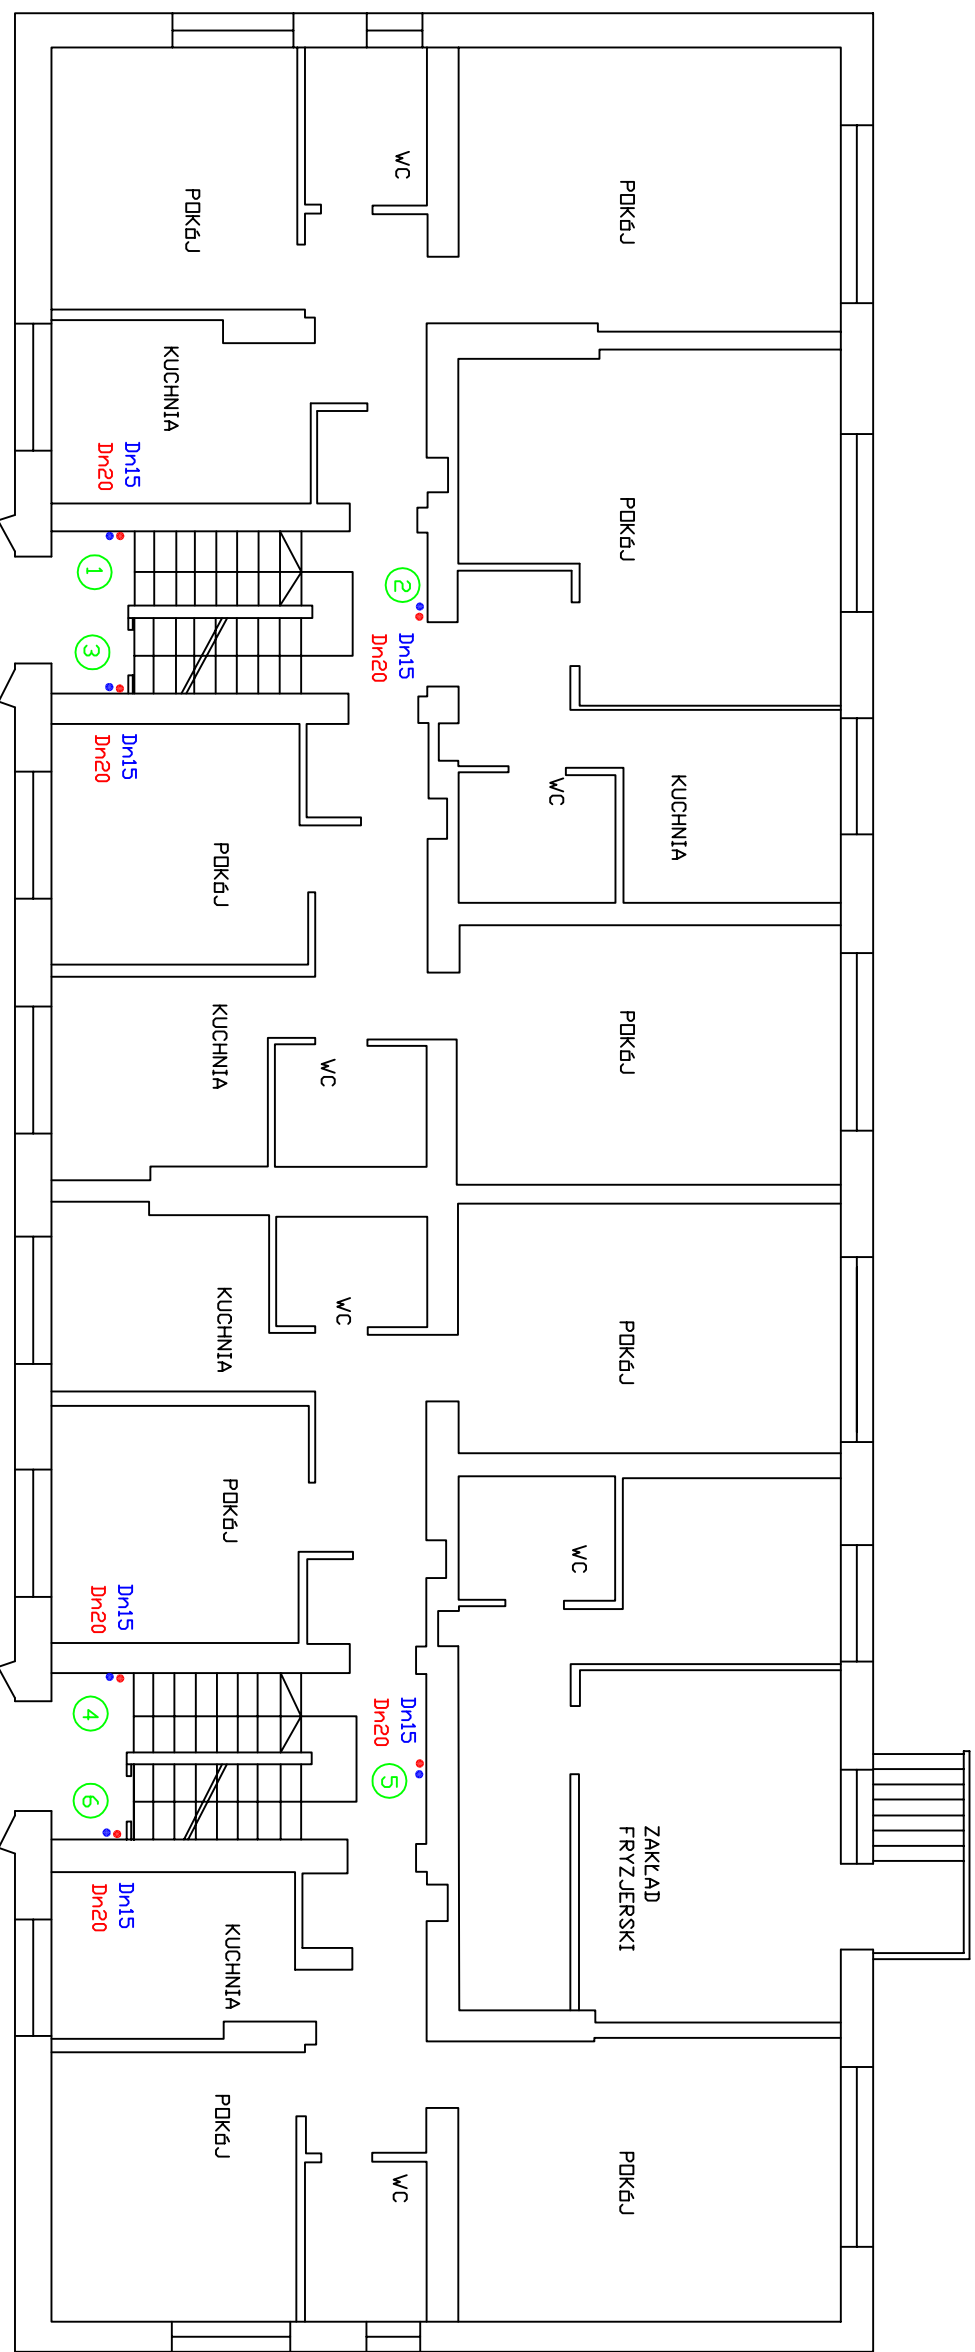 POKÓJ
POKÓJ
KUCHNIA
POKÓJ
POKÓJ
ZAKŁAD
FRYZJERSKI
POKÓJ
WC
WC
WC
2
Dn15
Dn20
WC
WC
Dn15
Dn20
5
WC
POKÓJ
KUCHNIA
POKÓJ
KUCHNIA
KUCHNIA
POKÓJ
KUCHNIA
POKÓJ
Dn15
Dn20
1
3
Dn15
Dn20
Dn15
Dn20
4
6
Dn15
Dn20